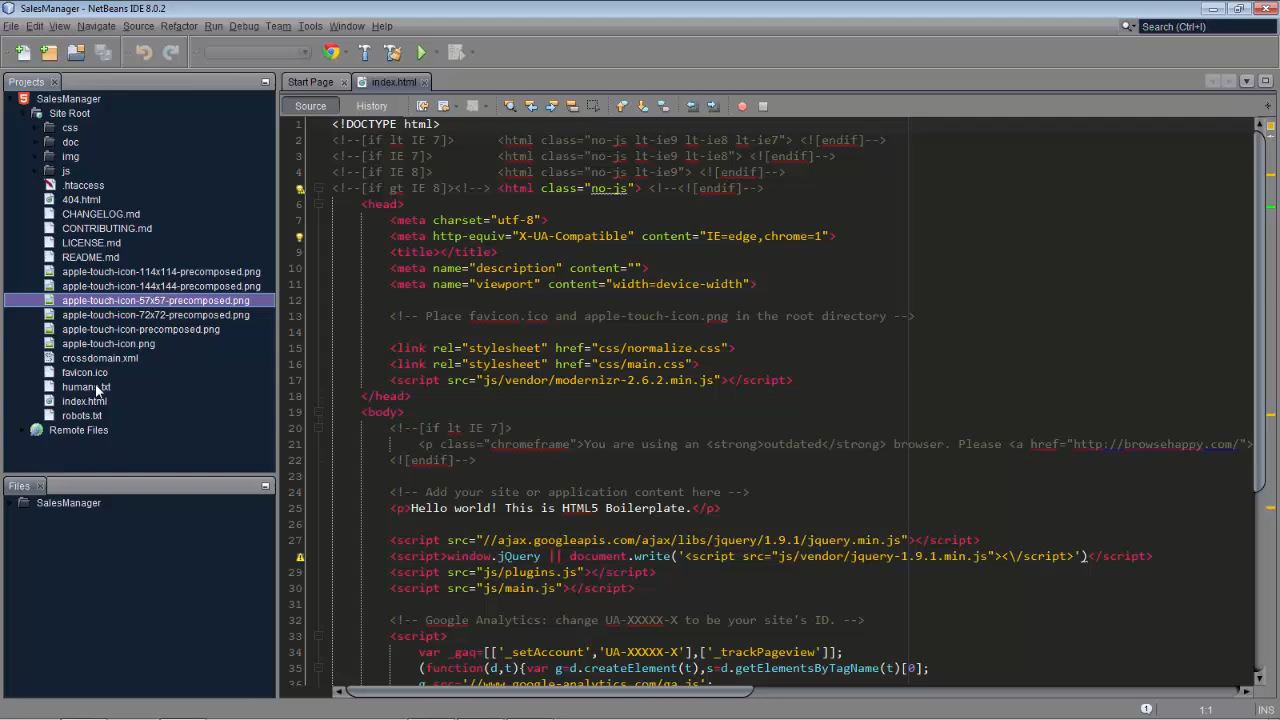 SalesManager - NetBeans IDE 8.0.2
File Edit View Navigate Source Refactor Run Debug Team Tools Window Help
Search (Ctrl+I)
Projects
SalesManager
Site Root
css
doc
img
js
.htaccess
404.html
CHANGELOG.md
CONTRIBUTING.md
LICENSE.md
README.md
apple-touch-icon-114x114-precomposed.png
apple-touch-icon-144x144-precomposed.png
apple-touch-icon-57x57-precomposed.png
apple-touch-icon-72x72-precomposed.png
apple-touch-icon-precomposed.png
apple-touch-icon.png
crossdomain.xml
favicon.ico
humans.txt
index.html
robots.txt
Remote Files
Files
SalesManager
Start Page index.html
Source History
1 <!DOCTYPE html>
2 <!--[if lt IE 7]> <html class="no-js lt-ie9 lt-ie8 lt-ie7"> <![endif]-->
3 <!--[if IE 7]> <html class="no-js lt-ie9 lt-ie8"> <![endif]-->
4 <!--[if IE 8]> <html class="no-js lt-ie9"> <![endif]-->
<!--[if gt IE 8]><!--> <html class="no-js"> <!--<![endif]-->
6 <head>
7 <meta charset="utf-8">
<meta http-equiv="X-UA-Compatible" content="IE=edge,chrome=1">
9 <title></title>
10 <meta name="description" content="">
11 <meta name="viewport" content="width=device-width">
12
13 <!-- Place favicon.ico and apple-touch-icon.png in the root directory -->
14
15 <link rel="stylesheet" href="css/normalize.css">
16 <link rel="stylesheet" href="css/main.css">
17 <script src="js/vendor/modernizr-2.6.2.min.js"></script>
18 </head>
19 <body>
20 <!--[if lt IE 7]>
21 <p class="chromeframe">You are using an <strong>outdated</strong> browser. Please <a href="http://browsehappy.com/">
22 <![endif]-->
23
24 <!-- Add your site or application content here -->
25 <p>Hello world! This is HTML5 Boilerplate.</p>
26
27 <script src="//ajax.googleapis.com/ajax/libs/jquery/1.9.1/jquery.min.js"></script>
<script>window.jQuery || document.write('<script src="js/vendor/jquery-1.9.1.min.js"><\/script>')</script>
29 <script src="js/plugins.js"></script>
30 <script src="js/main.js"></script>
31
32 <!-- Google Analytics: change UA-XXXXX-X to be your site's ID. -->
33 <script>
34 var _gaq=[['_setAccount','UA-XXXXX-X'],['_trackPageview']];
35 (function(d,t){var g=d.createElement(t),s=d.getElementsByTagName(t)[0];
36 g.src='//www.google-analytics.com/ga.js';
1 1:1 INS